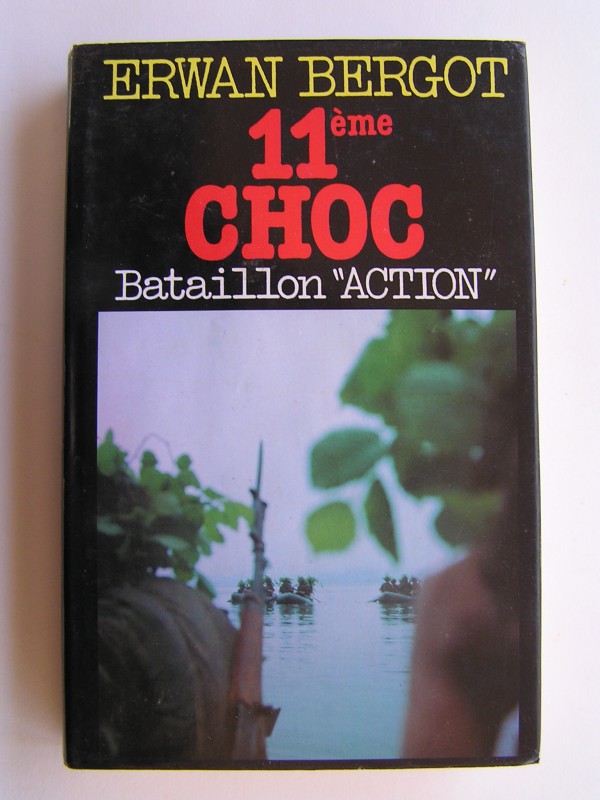 ERWAN BERGOT
11ème
CHOC
Bataillon "ACTION"